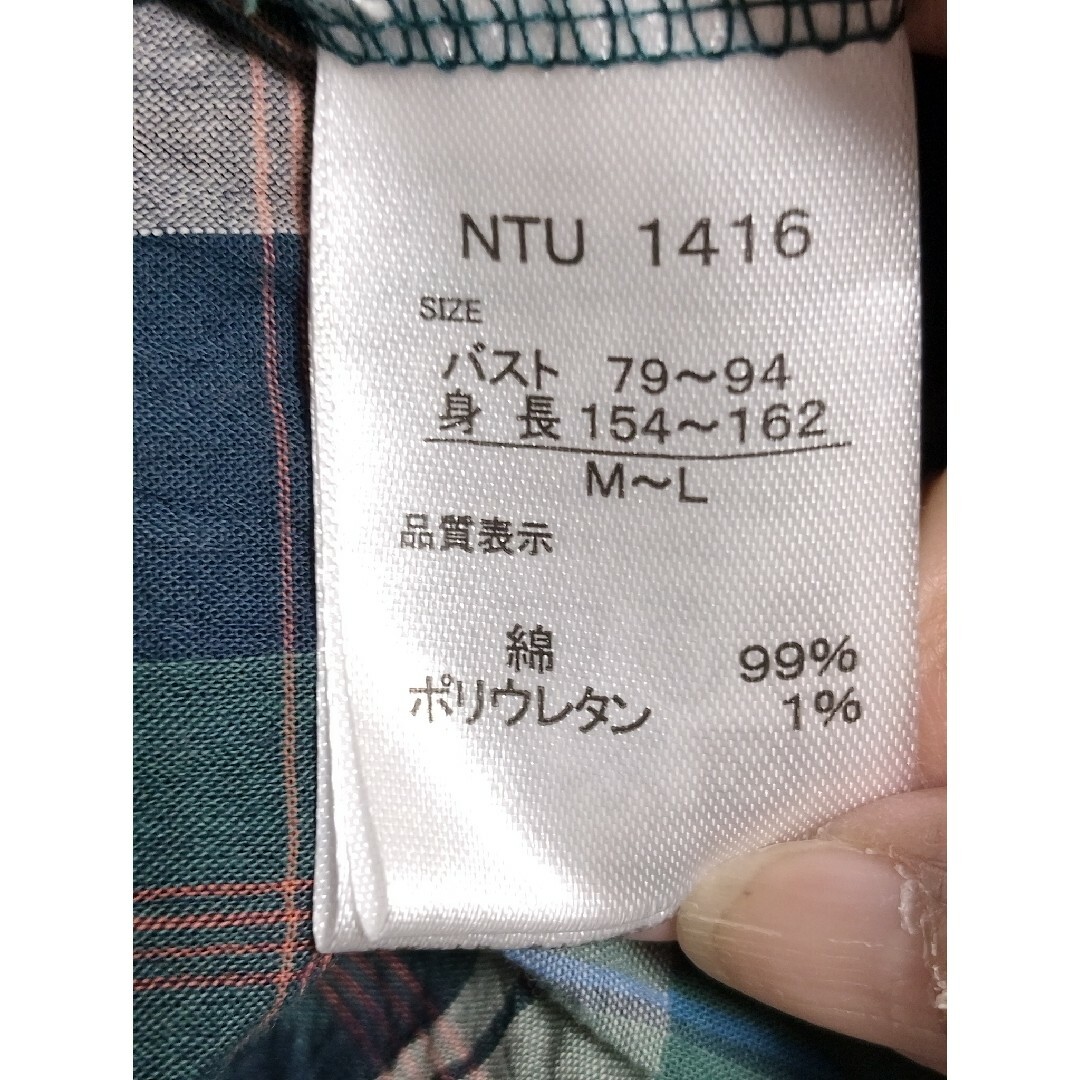 NTU 1416
SIZE
バスト 79～94
身 長 154～162
M～L
品質表示
綿 99%
ポリウレタン 1%